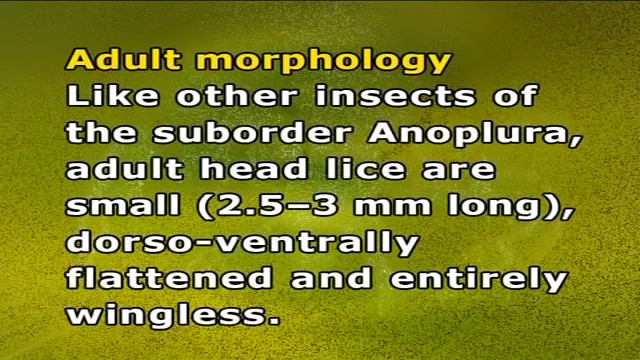 Adult morphology
Like other insects of
the suborder Anoplura,
adult head lice are
small (2.5–3 mm long),
dorso-ventrally
flattened and entirely
wingless.